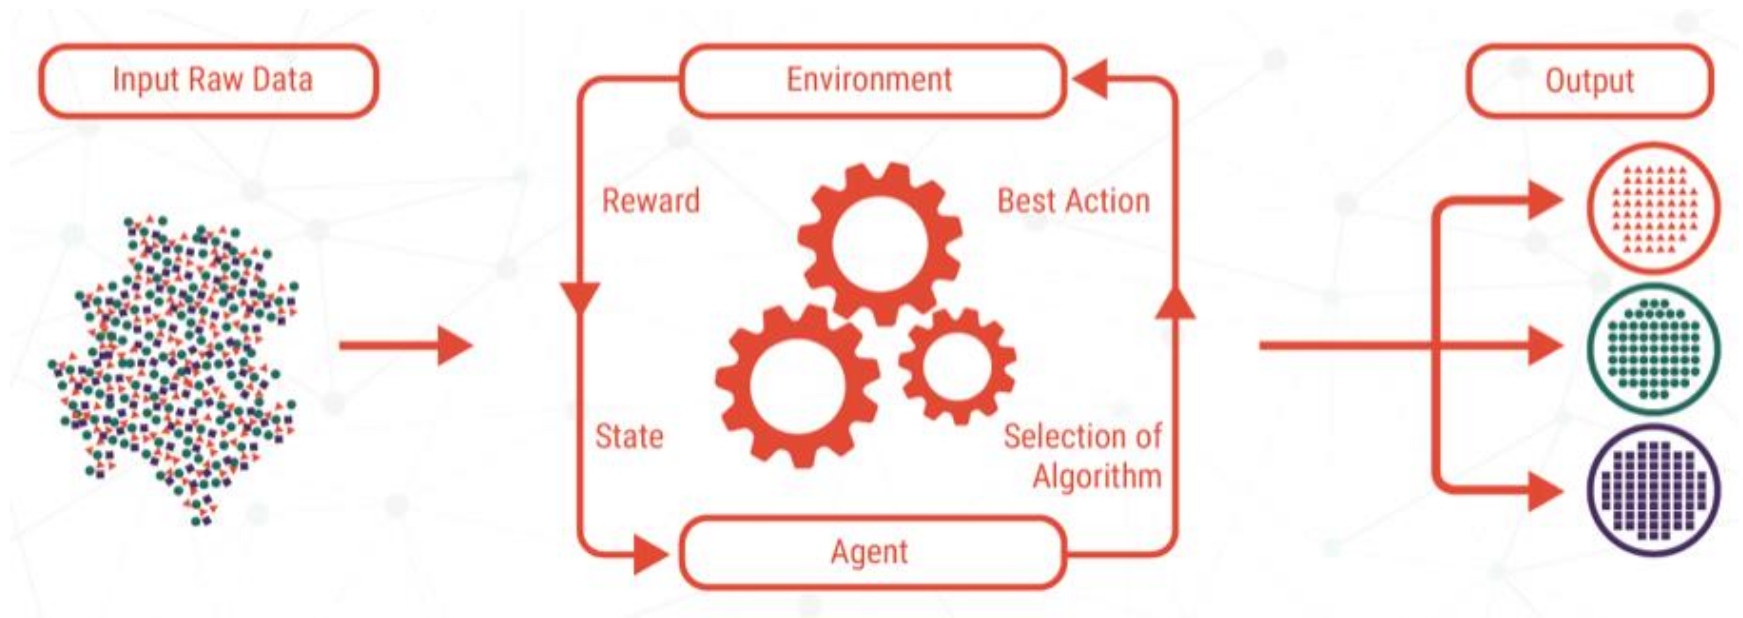 Input Raw Data
Environment
Output
Reward
Best Action
State
Selection of
Algorithm
Agent